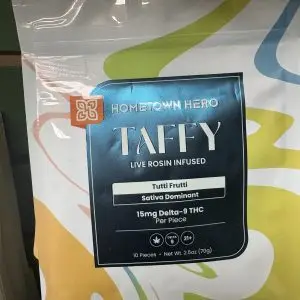 HOMETOWN HERO
TAFFY
LIVE ROSIN INFUSED
Tutti Frutti
Sativa Dominant
15mg Delta-9 THC
Per Piece
21+
10 Pieces • Net Wt. 2.5oz (70g)